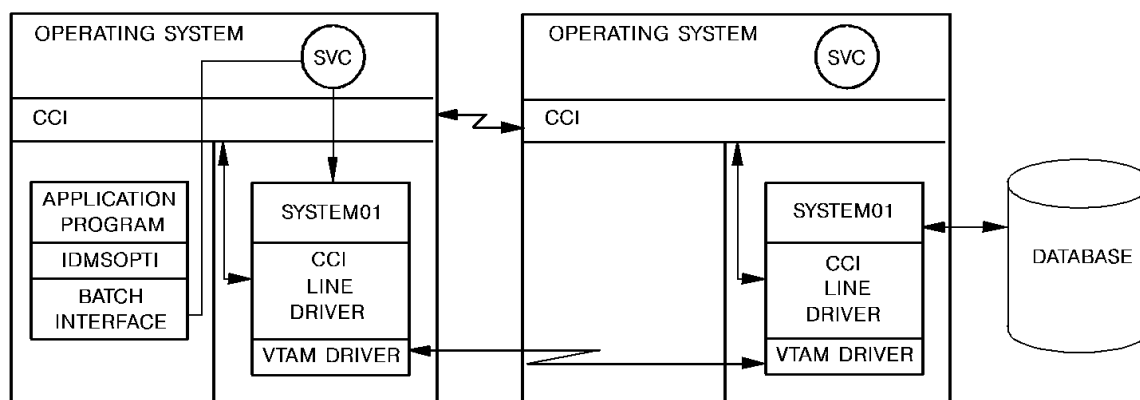 OPERATING SYSTEM
SVC
CCI
APPLICATION
PROGRAM
IDMSOPTI
BATCH
INTERFACE
SYSTEM01
CCI
LINE
DRIVER
VTAM DRIVER
OPERATING SYSTEM
SVC
CCI
SYSTEM01
CCI
LINE
DRIVER
VTAM DRIVER
DATABASE